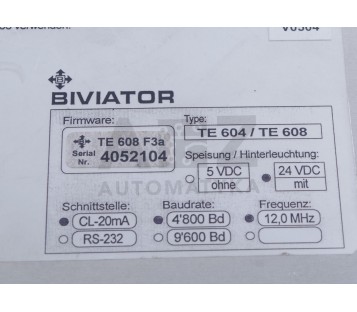 verwenden.
V0304
BIVIATOR
Firmware:
TE 608 F3a
Serial Nr. 4052104
Type:
TE 604 / TE 608
Speisung / Hinterleuchtung:
5 VDC ohne
24 VDC mit
Schnittstelle:
CL-20mA
RS-232
Baudrate:
4'800 Bd
9'600 Bd
Frequenz:
12,0 MHz
AUTOMATIKA